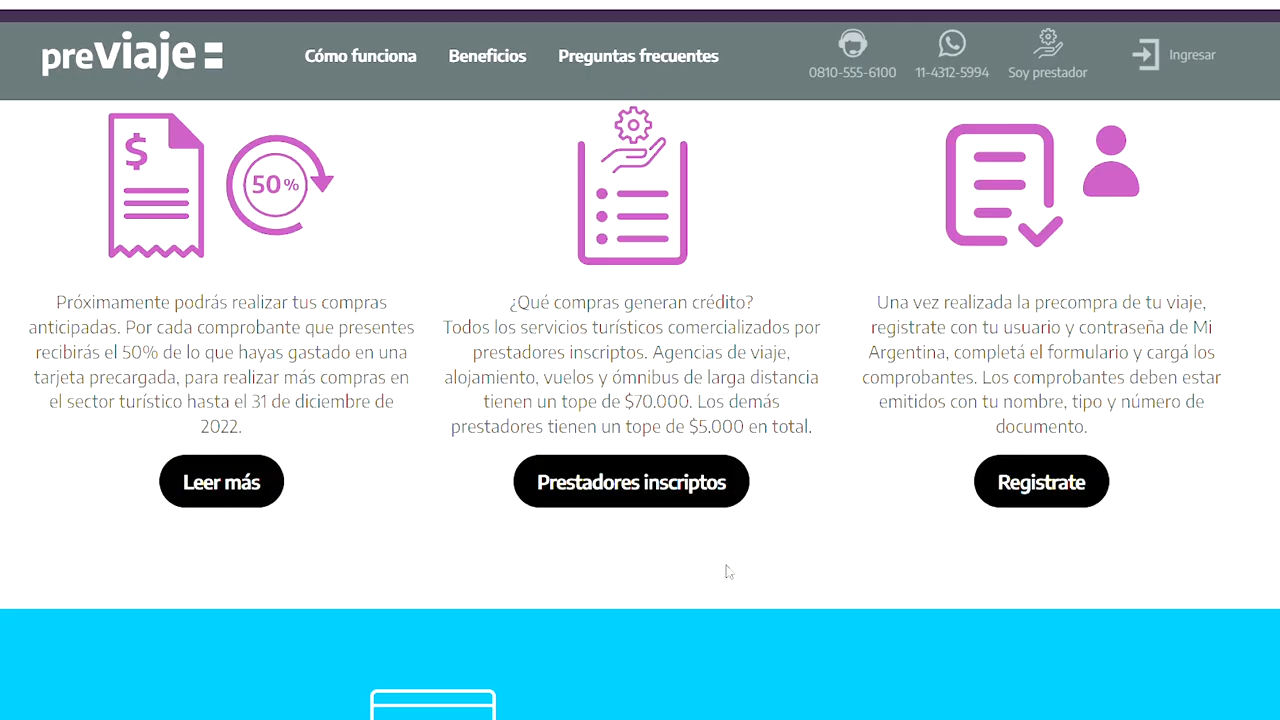 preViaje
Cómo funciona
Beneficios
Preguntas frecuentes
0810-555-6100
11-4312-5994
Soy prestador
Ingresar
$
50%
Próximamente podrás realizar tus compras
anticipadas. Por cada comprobante que presentes
recibirás el 50% de lo que hayas gastado en una
tarjeta precargada, para realizar más compras en
el sector turístico hasta el 31 de diciembre de
2022.
Leer más
¿Qué compras generan crédito?
Todos los servicios turísticos comercializados por
prestadores inscriptos. Agencias de viaje,
alojamiento, vuelos y ómnibus de larga distancia
tienen un tope de $70.000. Los demás
prestadores tienen un tope de $5.000 en total.
Prestadores inscriptos
Una vez realizada la precompra de tu viaje,
registrate con tu usuario y contraseña de Mi
Argentina, completá el formulario y cargá los
comprobantes. Los comprobantes deben estar
emitidos con tu nombre, tipo y número de
documento.
Registrate